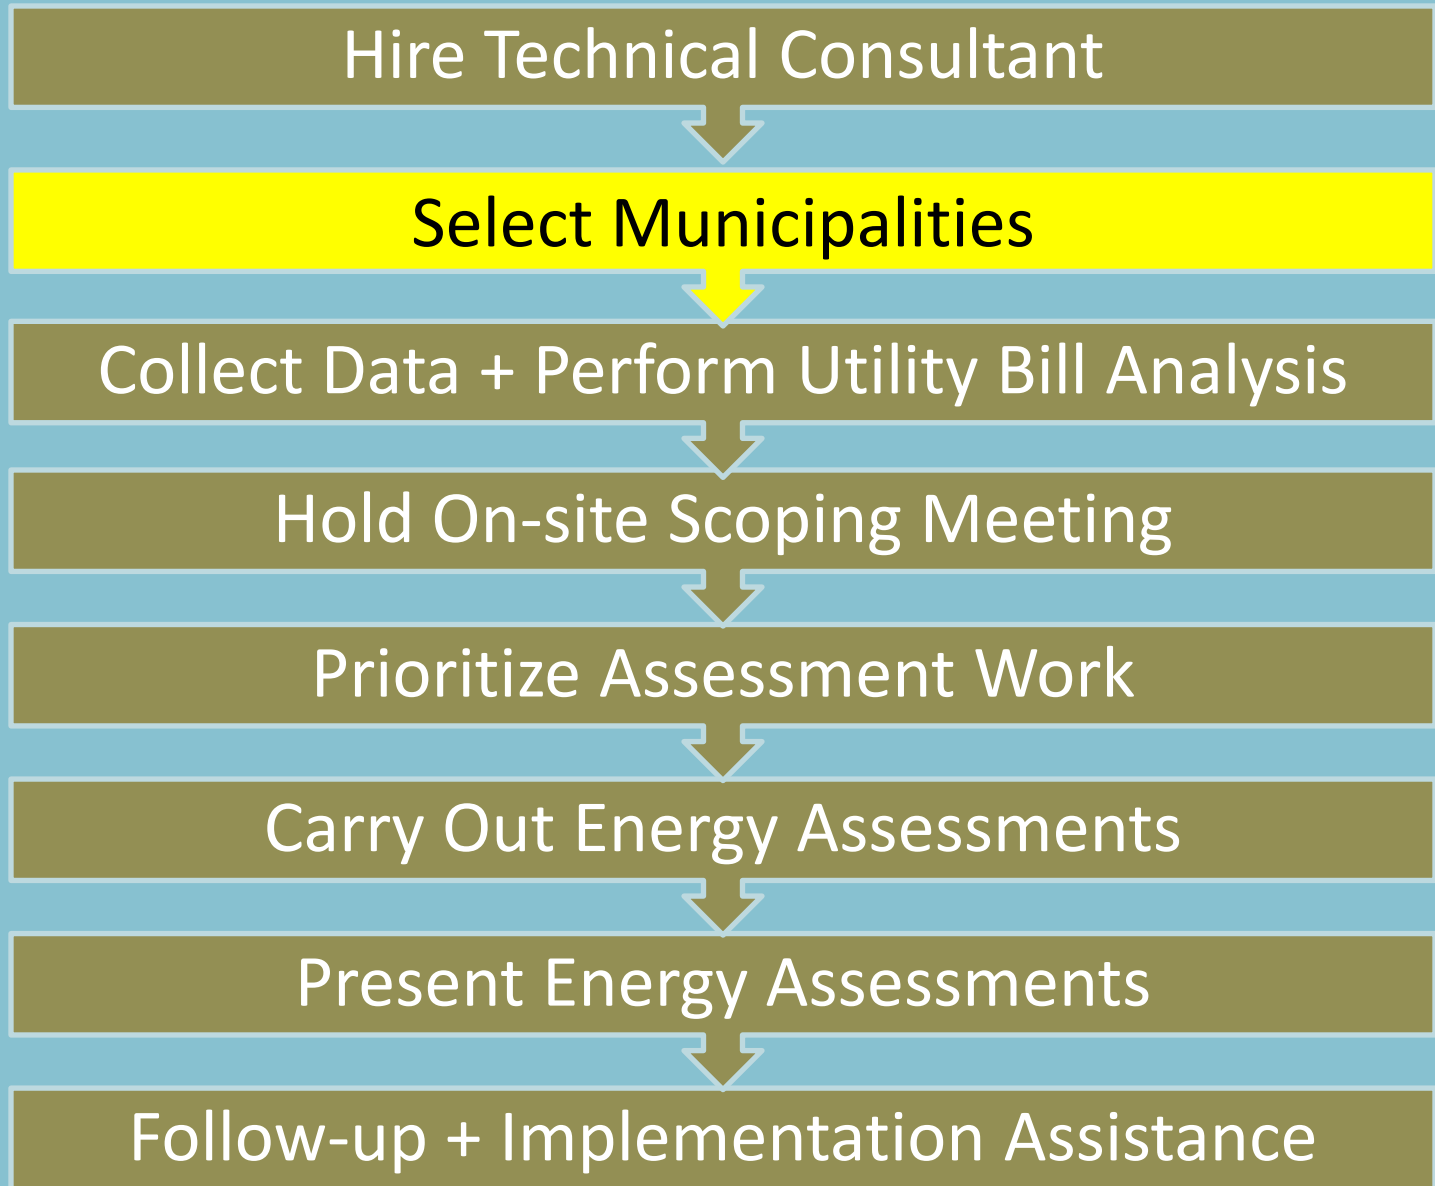 Hire Technical Consultant
Select Municipalities
Collect Data + Perform Utility Bill Analysis
Hold On-site Scoping Meeting
Prioritize Assessment Work
Carry Out Energy Assessments
Present Energy Assessments
Follow-up + Implementation Assistance